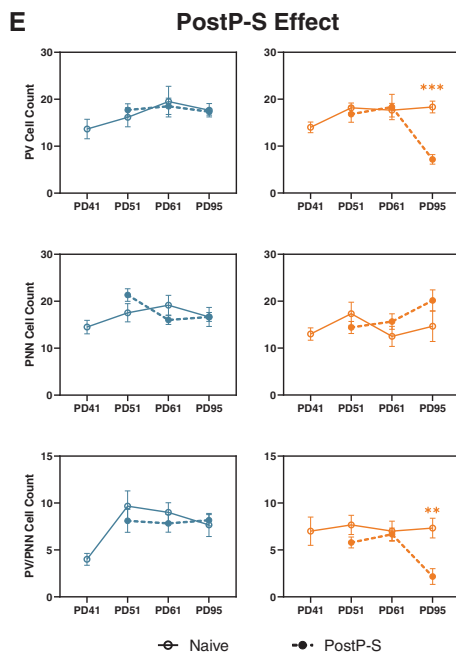 E
PostP-S Effect
PV Cell Count
30
20
10
0
PD41 PD51 PD61 PD95
30
20
10
0
***
PD41 PD51 PD61 PD95
PNN Cell Count
30
20
10
0
PD41 PD51 PD61 PD95
30
20
10
0
PD41 PD51 PD61 PD95
PV/PNN Cell Count
15
10
5
0
PD41 PD51 PD61 PD95
15
10
5
0
**
PD41 PD51 PD61 PD95
Naive PostP-S